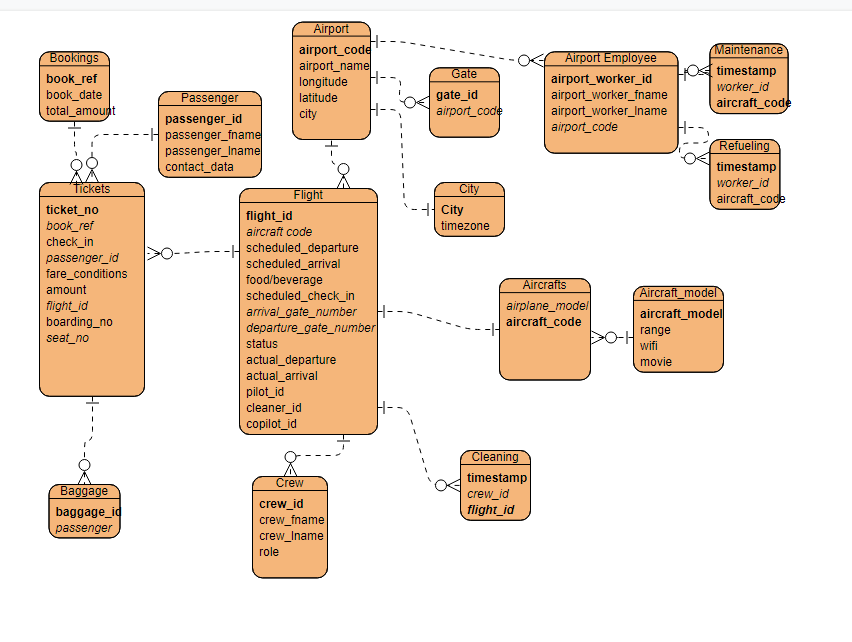 Bookings
book_ref
book_date
total_amount
Passenger
passenger_id
passenger_fname
passenger_lname
contact_data
Airport
airport_code
airport_name
longitude
latitude
city
Gate
gate_id
airport_code
Airport Employee
airport_worker_id
airport_worker_fname
airport_worker_lname
airport_code
Maintenance
timestamp
worker_id
aircraft_code
Refueling
timestamp
worker_id
aircraft_code
Tickets
ticket_no
book_ref
check_in
passenger_id
fare_conditions
amount
flight_id
boarding_no
seat_no
Flight
flight_id
aircraft code
scheduled_departure
scheduled_arrival
food/beverage
scheduled_check_in
arrival_gate_number
departure_gate_number
status
actual_departure
actual_arrival
pilot_id
cleaner_id
copilot_id
City
City
timezone
Aircrafts
airplane_model
aircraft_code
Aircraft_model
aircraft_model
range
wifi
movie
Baggage
baggage_id
passenger
Crew
crew_id
crew_fname
crew_lname
role
Cleaning
timestamp
crew_id
flight_id